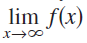 lim f(x)
x→∞